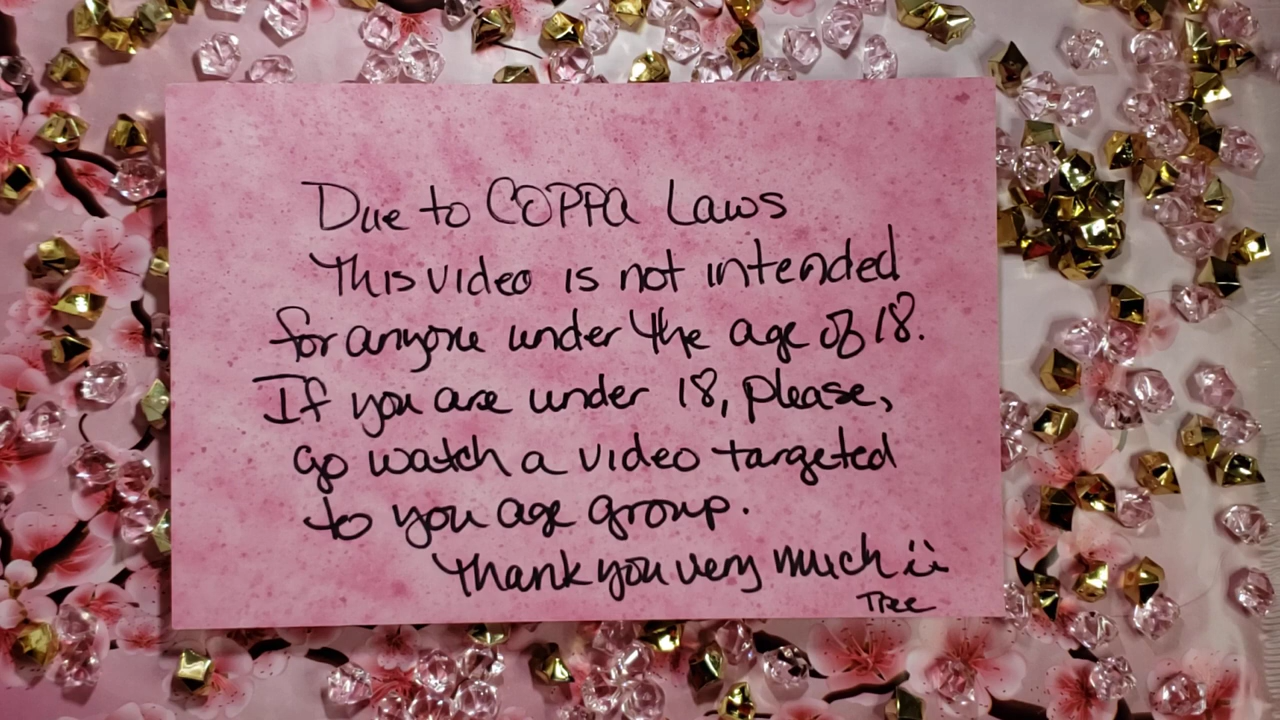 Due to COPPA Laws
This video is not intended
for anyone under the age of 18.
If you are under 18, please,
go watch a video targeted
to you age group.
Thank you very much :)
Tree